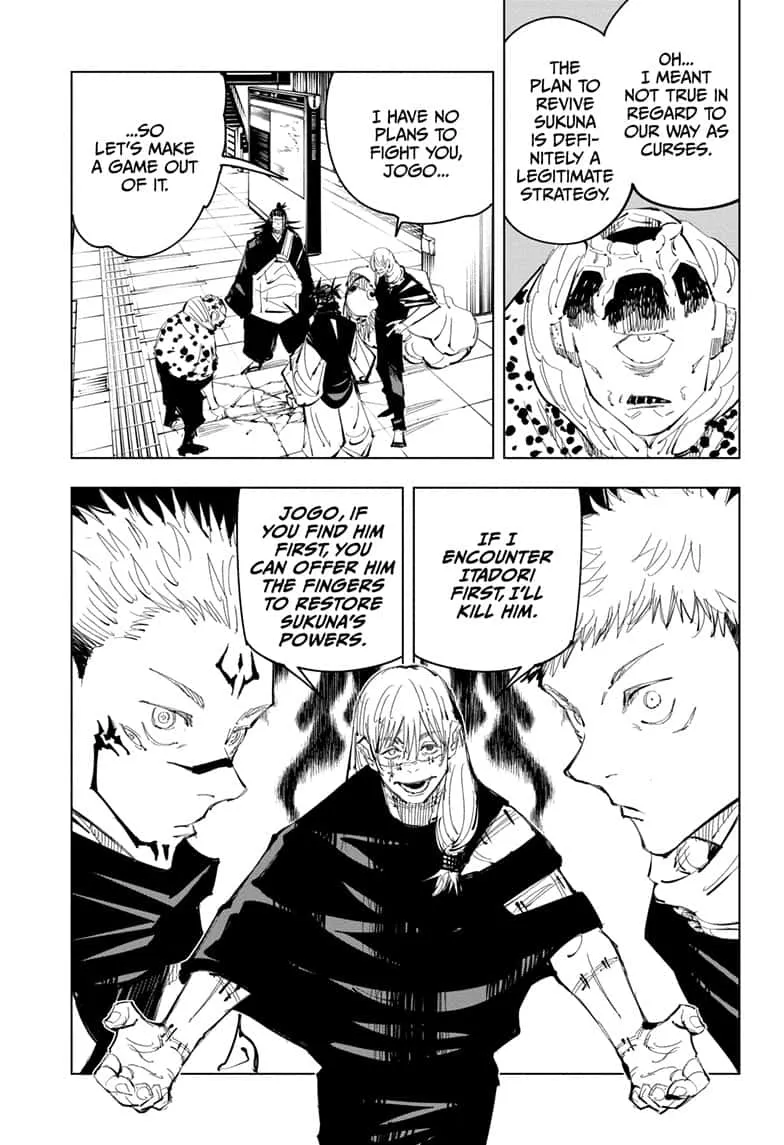 OH...
I MEANT
NOT TRUE IN
REGARD TO
OUR WAY AS
CURSES.
THE
PLAN TO
REVIVE
SUKUNA
IS DEFI-
NITELY A
LEGITIMATE
STRATEGY.
I HAVE NO
PLANS TO
FIGHT YOU,
JOGO...
...SO
LET'S MAKE
A GAME OUT
OF IT.
IF I
ENCOUNTER
ITADORI
FIRST, I'LL
KILL HIM.
JOGO, IF
YOU FIND HIM
FIRST, YOU
CAN OFFER HIM
THE FINGERS
TO RESTORE
SUKUNA'S
POWERS.